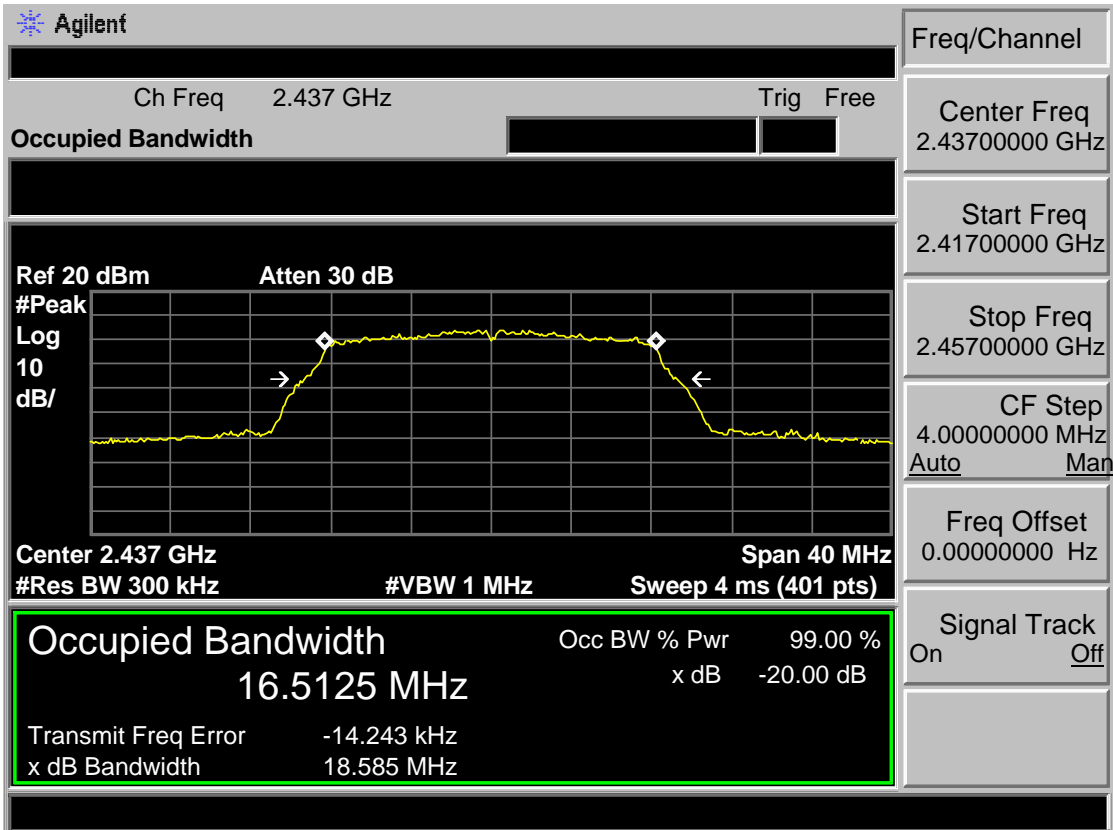 Agilent
Freq/Channel
Ch Freq 2.437 GHz Trig Free
Occupied Bandwidth
Center Freq
2.43700000 GHz
Start Freq
2.41700000 GHz
Stop Freq
2.45700000 GHz
CF Step
4.00000000 MHz
Auto Man
Freq Offset
0.00000000 Hz
Signal Track
On Off
Ref 20 dBm Atten 30 dB
#Peak
Log
10
dB/
Center 2.437 GHz Span 40 MHz
#Res BW 300 kHz #VBW 1 MHz Sweep 4 ms (401 pts)
Occupied Bandwidth Occ BW % Pwr 99.00 %
16.5125 MHz x dB -20.00 dB
Transmit Freq Error -14.243 kHz
x dB Bandwidth 18.585 MHz